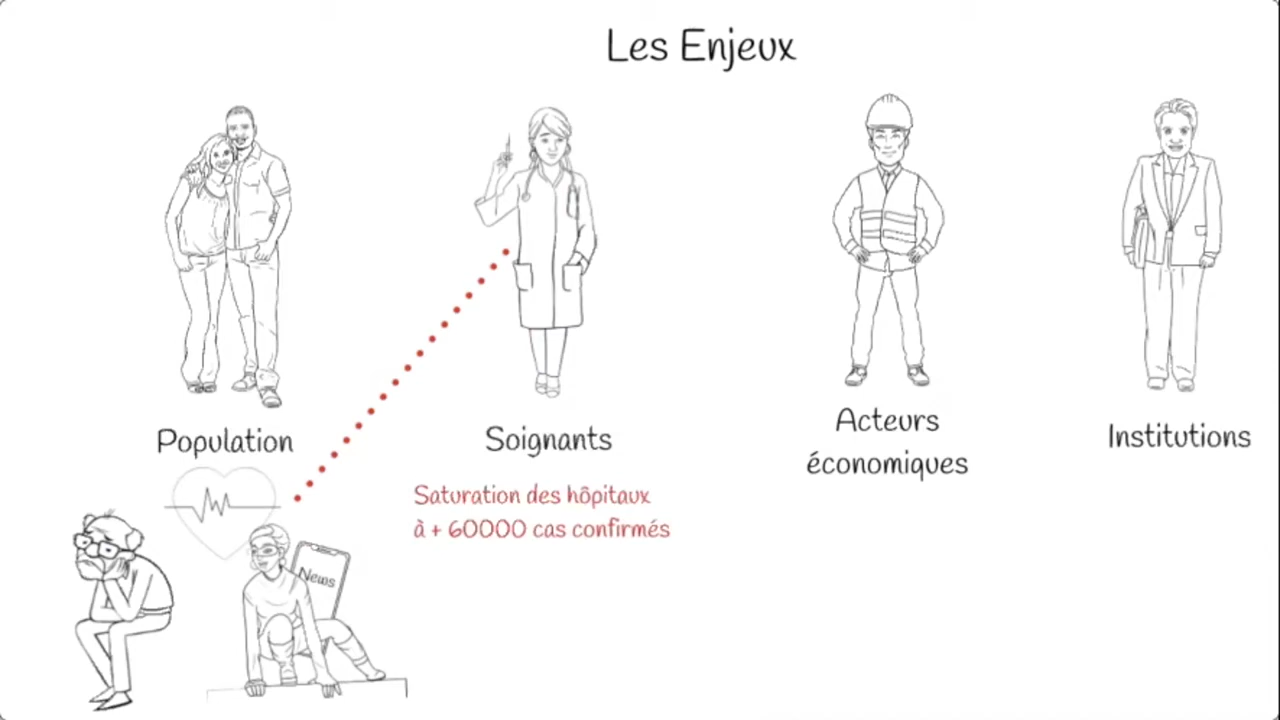 Les Enjeux
Population
Soignants
Acteurs
économiques
Institutions
Saturation des hôpitaux
à + 60000 cas confirmés
News